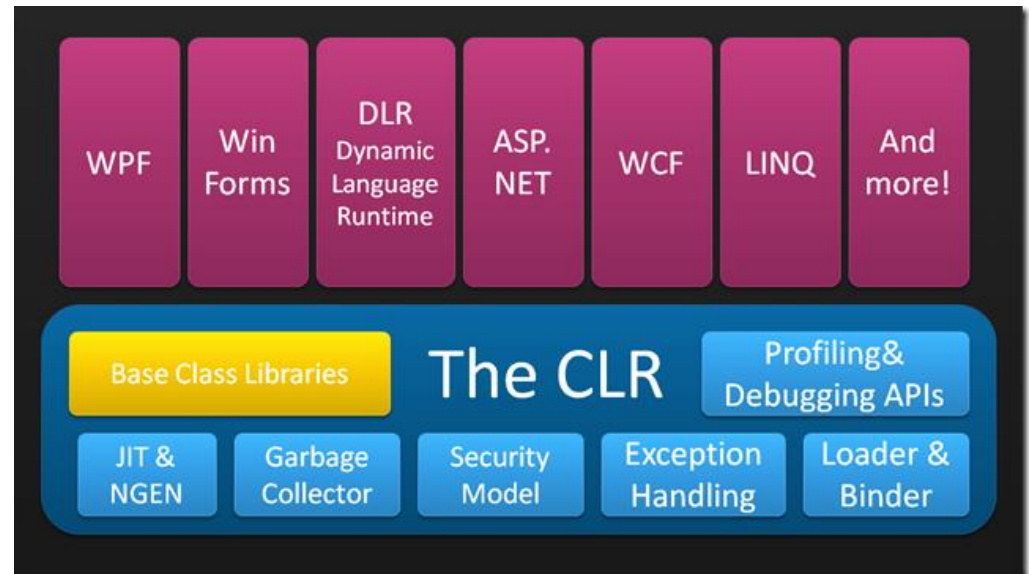 WPF
Win
Forms
DLR
Dynamic
Language
Runtime
ASP.
NET
WCF
LINQ
And
more!
Base Class Libraries
The CLR
Profiling&
Debugging APIs
JIT &
NGEN
Garbage
Collector
Security
Model
Exception
Handling
Loader &
Binder